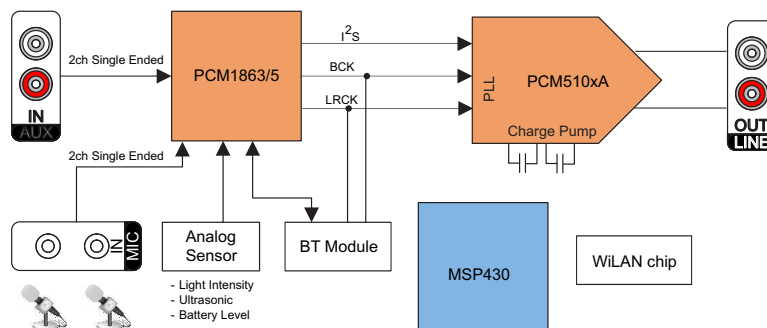 2ch Single Ended
IN
AUX
PCM1863/5
I2S
BCK
LRCK
PLL
PCM510xA
Charge Pump
OUT
LINE
2ch Single Ended
IN
MIC
Analog
Sensor
BT Module
- Light Intensity
- Ultrasonic
- Battery Level
MSP430
WiLAN chip